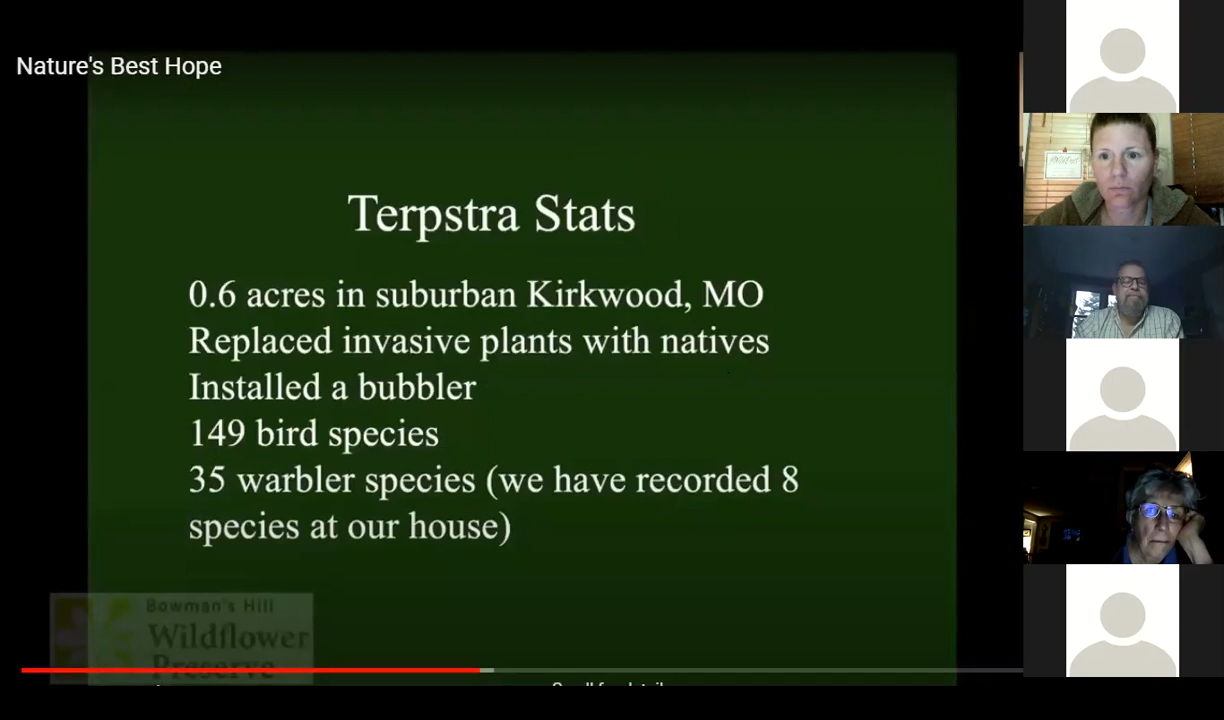 Nature's Best Hope
Terpstra Stats
0.6 acres in suburban Kirkwood, MO
Replaced invasive plants with natives
Installed a bubbler
149 bird species
35 warbler species (we have recorded 8
species at our house)
Bowman's Hill
Wildflower
Preserve